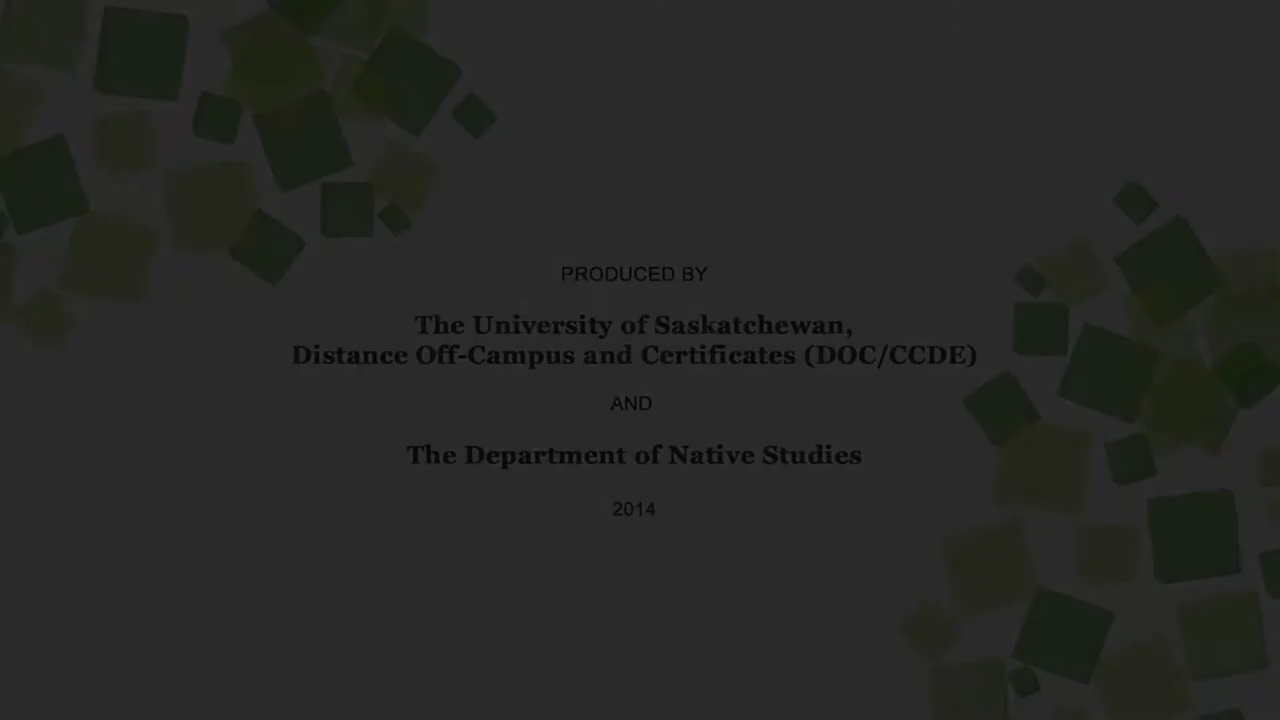 PRODUCED BY
The University of Saskatchewan,
Distance Off-Campus and Certificates (DOC/CCDE)
AND
The Department of Native Studies
2014